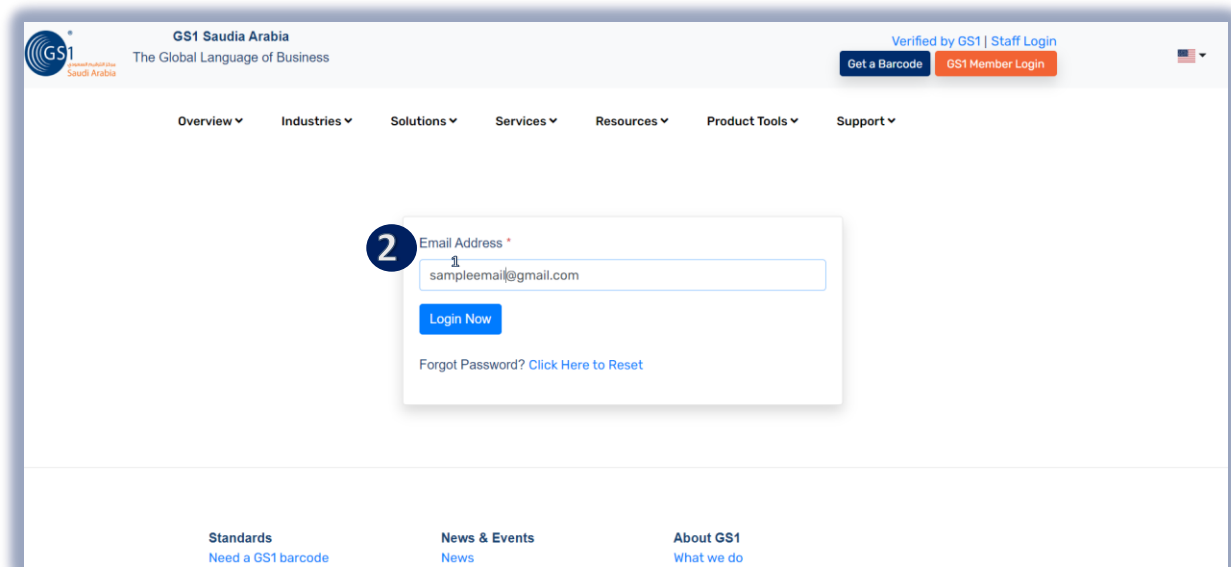 GS1
Saudi Arabia
GS1 Saudia Arabia
The Global Language of Business
Verified by GS1 | Staff Login
Get a Barcode
GS1 Member Login
Overview
Industries
Solutions
Services
Resources
Product Tools
Support
2
Email Address *
1
sampleemail@gmail.com
Login Now
Forgot Password? Click Here to Reset
Standards
News & Events
About GS1
Need a GS1 barcode
News
What we do